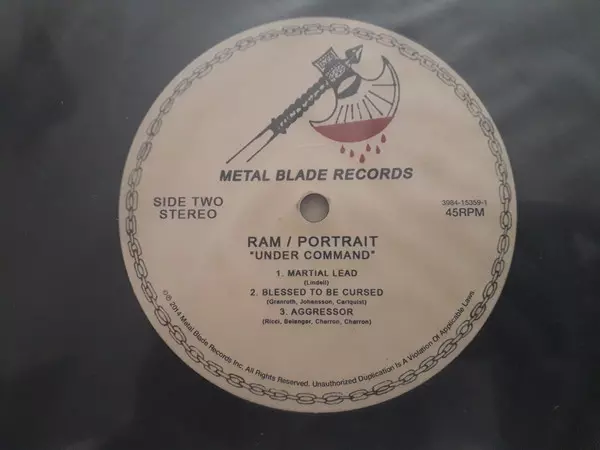 METAL BLADE RECORDS
SIDE TWO
STEREO
3984-15359-1
45RPM
RAM / PORTRAIT
"UNDER COMMAND"
1. MARTIAL LEAD
(Lindell)
2. BLESSED TO BE CURSED
(Granroth, Johansson, Carlquist)
3. AGGRESSOR
(Ricci, Belanger, Charron, Charron)
©℗ 2014 Metal Blade Records Inc. All Rights Reserved. Unauthorized Duplication Is A Violation Of Applicable Laws.